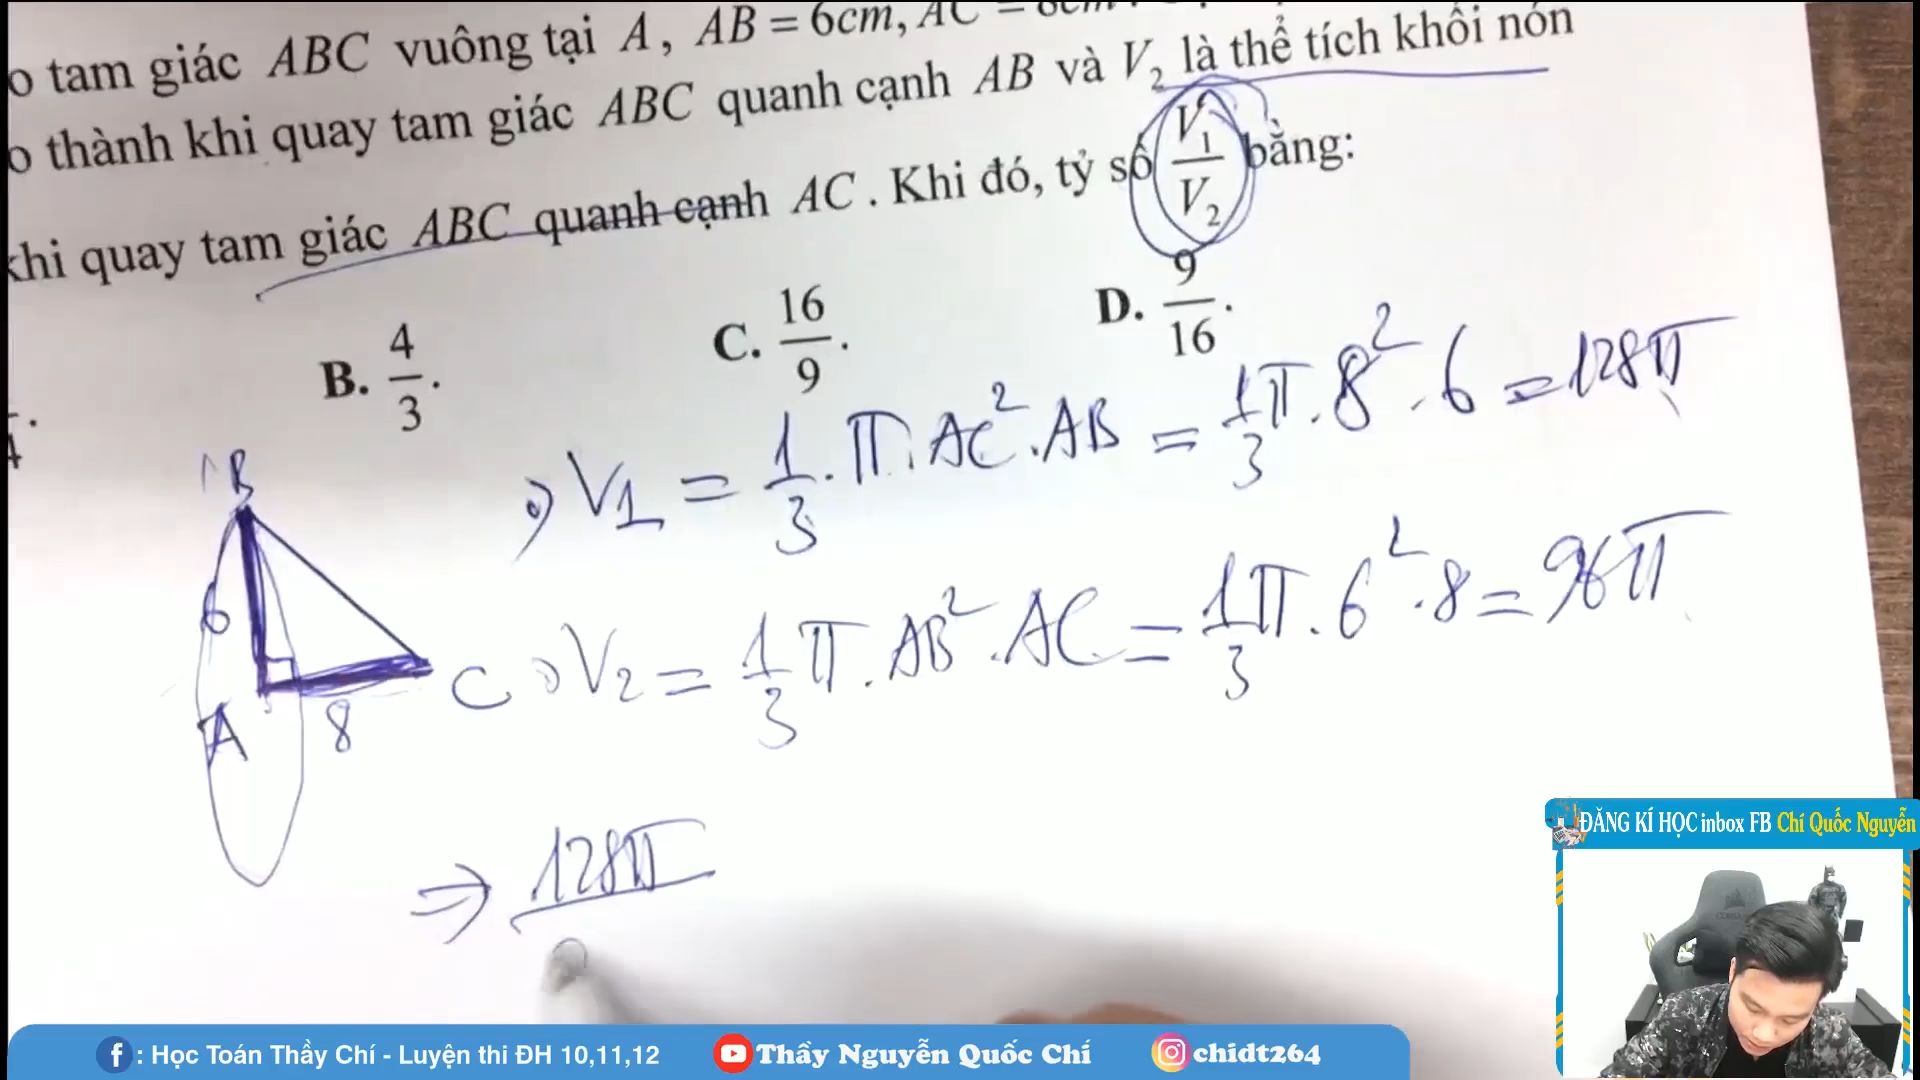 o tam giác ABC vuông tại A, AB = 6cm, AC = 8cm
o thành khi quay tam giác ABC quanh cạnh AB và V₂ là thể tích khối nón
khi quay tam giác ABC quanh cạnh AC. Khi đó, tỷ số V₁/V₂ bằng:
B. 4/3.
C. 16/9.
D. 9/16.
V1 = 1/3 . π . AC² . AB = 1/3 π . 8² . 6 = 128π
B
6
A
8
C
V2 = 1/3 π . AB² . AC = 1/3 π . 6² . 8 = 96π
⇒ 128π
ĐĂNG KÍ HỌC inbox FB Chí Quốc Nguyễn
f : Học Toán Thầy Chí - Luyện thi ĐH 10,11,12
Thầy Nguyễn Quốc Chí
chidt264